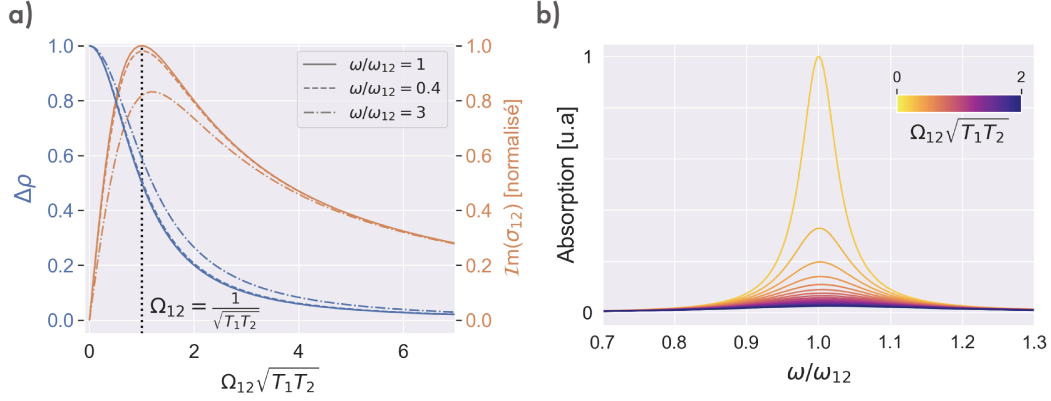 a)
b)
1.0
0.8
0.6
0.4
0.2
0.0
Δρ
0
2
4
6
Ω₁₂√T₁T₂
ω/ω₁₂ = 1
ω/ω₁₂ = 0.4
ω/ω₁₂ = 3
Ω₁₂ = 1/√T₁T₂
1.0
0.8
0.6
0.4
0.2
0.0
ℐm(σ₁₂) [normalisé]
1
0
Absorption [u.a]
0.7
0.8
0.9
1.0
1.1
1.2
1.3
ω/ω₁₂
0
2
Ω₁₂√T₁T₂